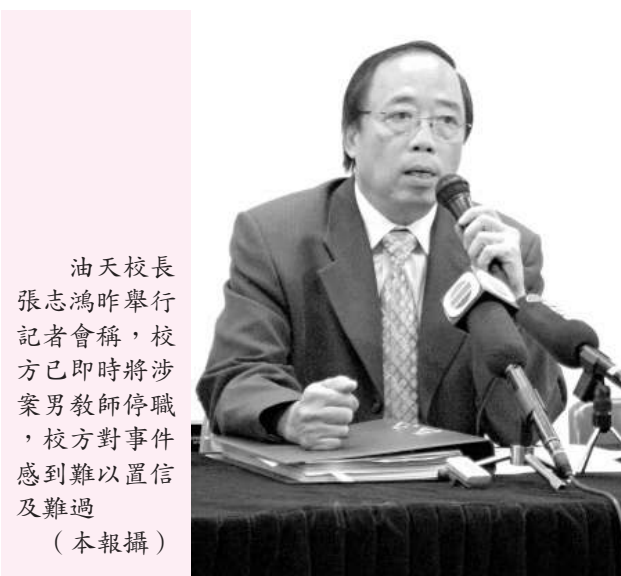 油天校長
張志鴻昨舉行
記者會稱，校
方已即時將涉
案男教師停職
，校方對事件
感到難以置信
及難過
（本報攝）